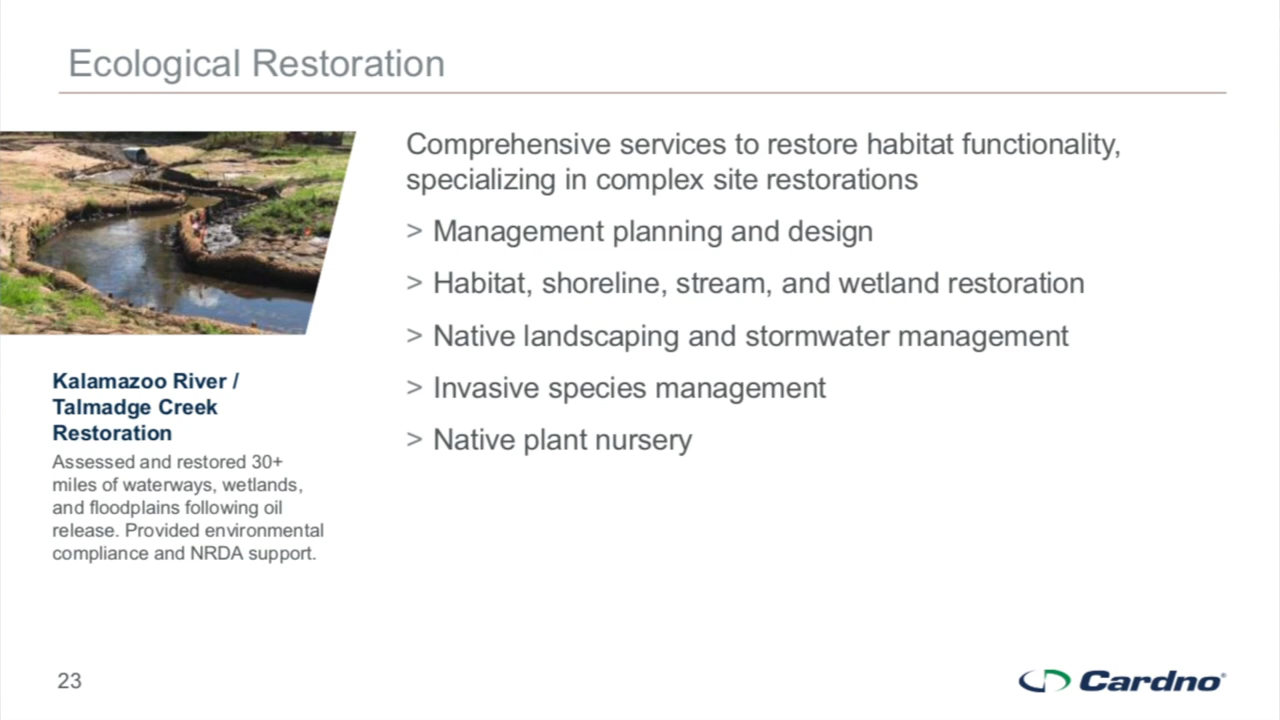 Ecological Restoration
Comprehensive services to restore habitat functionality,
specializing in complex site restorations
> Management planning and design
> Habitat, shoreline, stream, and wetland restoration
> Native landscaping and stormwater management
> Invasive species management
> Native plant nursery
Kalamazoo River /
Talmadge Creek
Restoration
Assessed and restored 30+
miles of waterways, wetlands,
and floodplains following oil
release. Provided environmental
compliance and NRDA support.
23
Cardno®